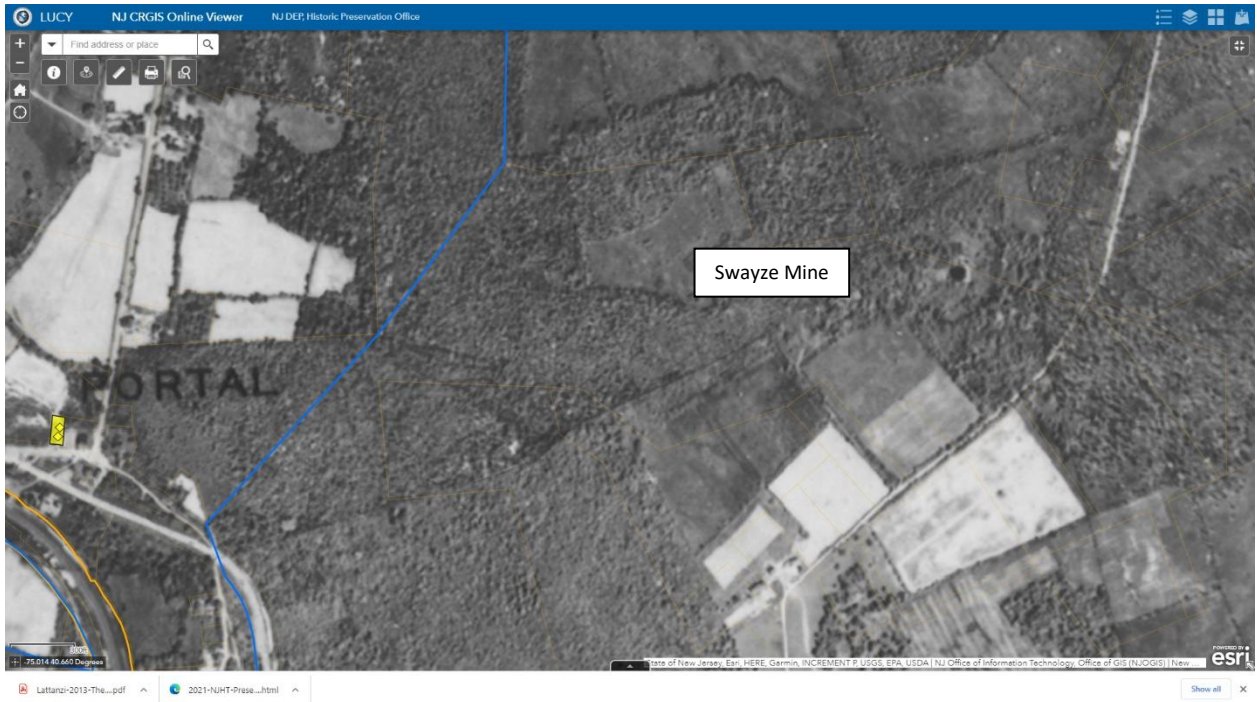 LUCY NJ CRGIS Online Viewer NJ DEP, Historic Preservation Office
+
Find address or place
−
Swayze Mine
PORTAL
-75.014 40.660 Degrees
State of New Jersey, Esri, HERE, Garmin, INCREMENT P, USGS, EPA, USDA | NJ Office of Information Technology, Office of GIS (NJOGIS) | New ...
POWERED BY
esri
Lattanzi-2013-The....pdf 2021-NJHT-Prese....html Show all X